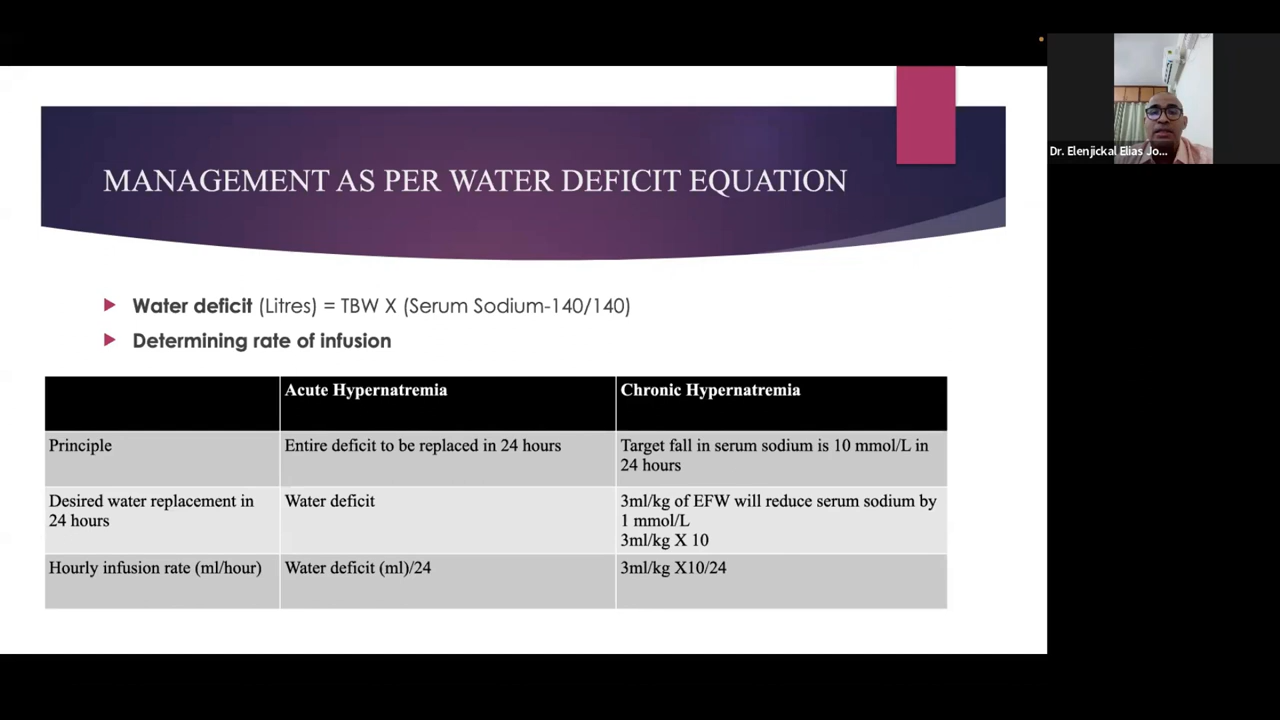 MANAGEMENT AS PER WATER DEFICIT EQUATION
Water deficit (Litres) = TBW X (Serum Sodium-140/140)
Determining rate of infusion
Acute Hypernatremia
Chronic Hypernatremia
Principle
Entire deficit to be replaced in 24 hours
Target fall in serum sodium is 10 mmol/L in
24 hours
Desired water replacement in
24 hours
Water deficit
3ml/kg of EFW will reduce serum sodium by
1 mmol/L
3ml/kg X 10
Hourly infusion rate (ml/hour)
Water deficit (ml)/24
3ml/kg X10/24
Dr. Elenjickal Elias Jo...